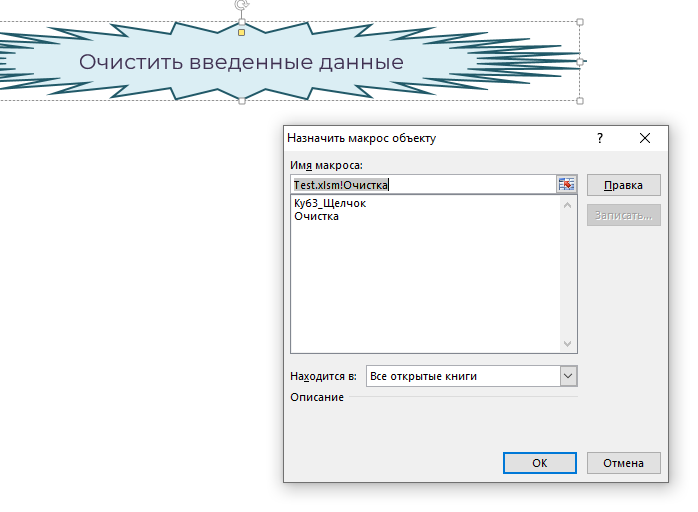 Очистить введенные данные
Назначить макрос объекту
?
Имя макроса:
Test.xlsm!Очистка
Правка
Куб3_Щелчок
Очистка
Записать...
Находится в:
Все открытые книги
Описание
ОК
Отмена